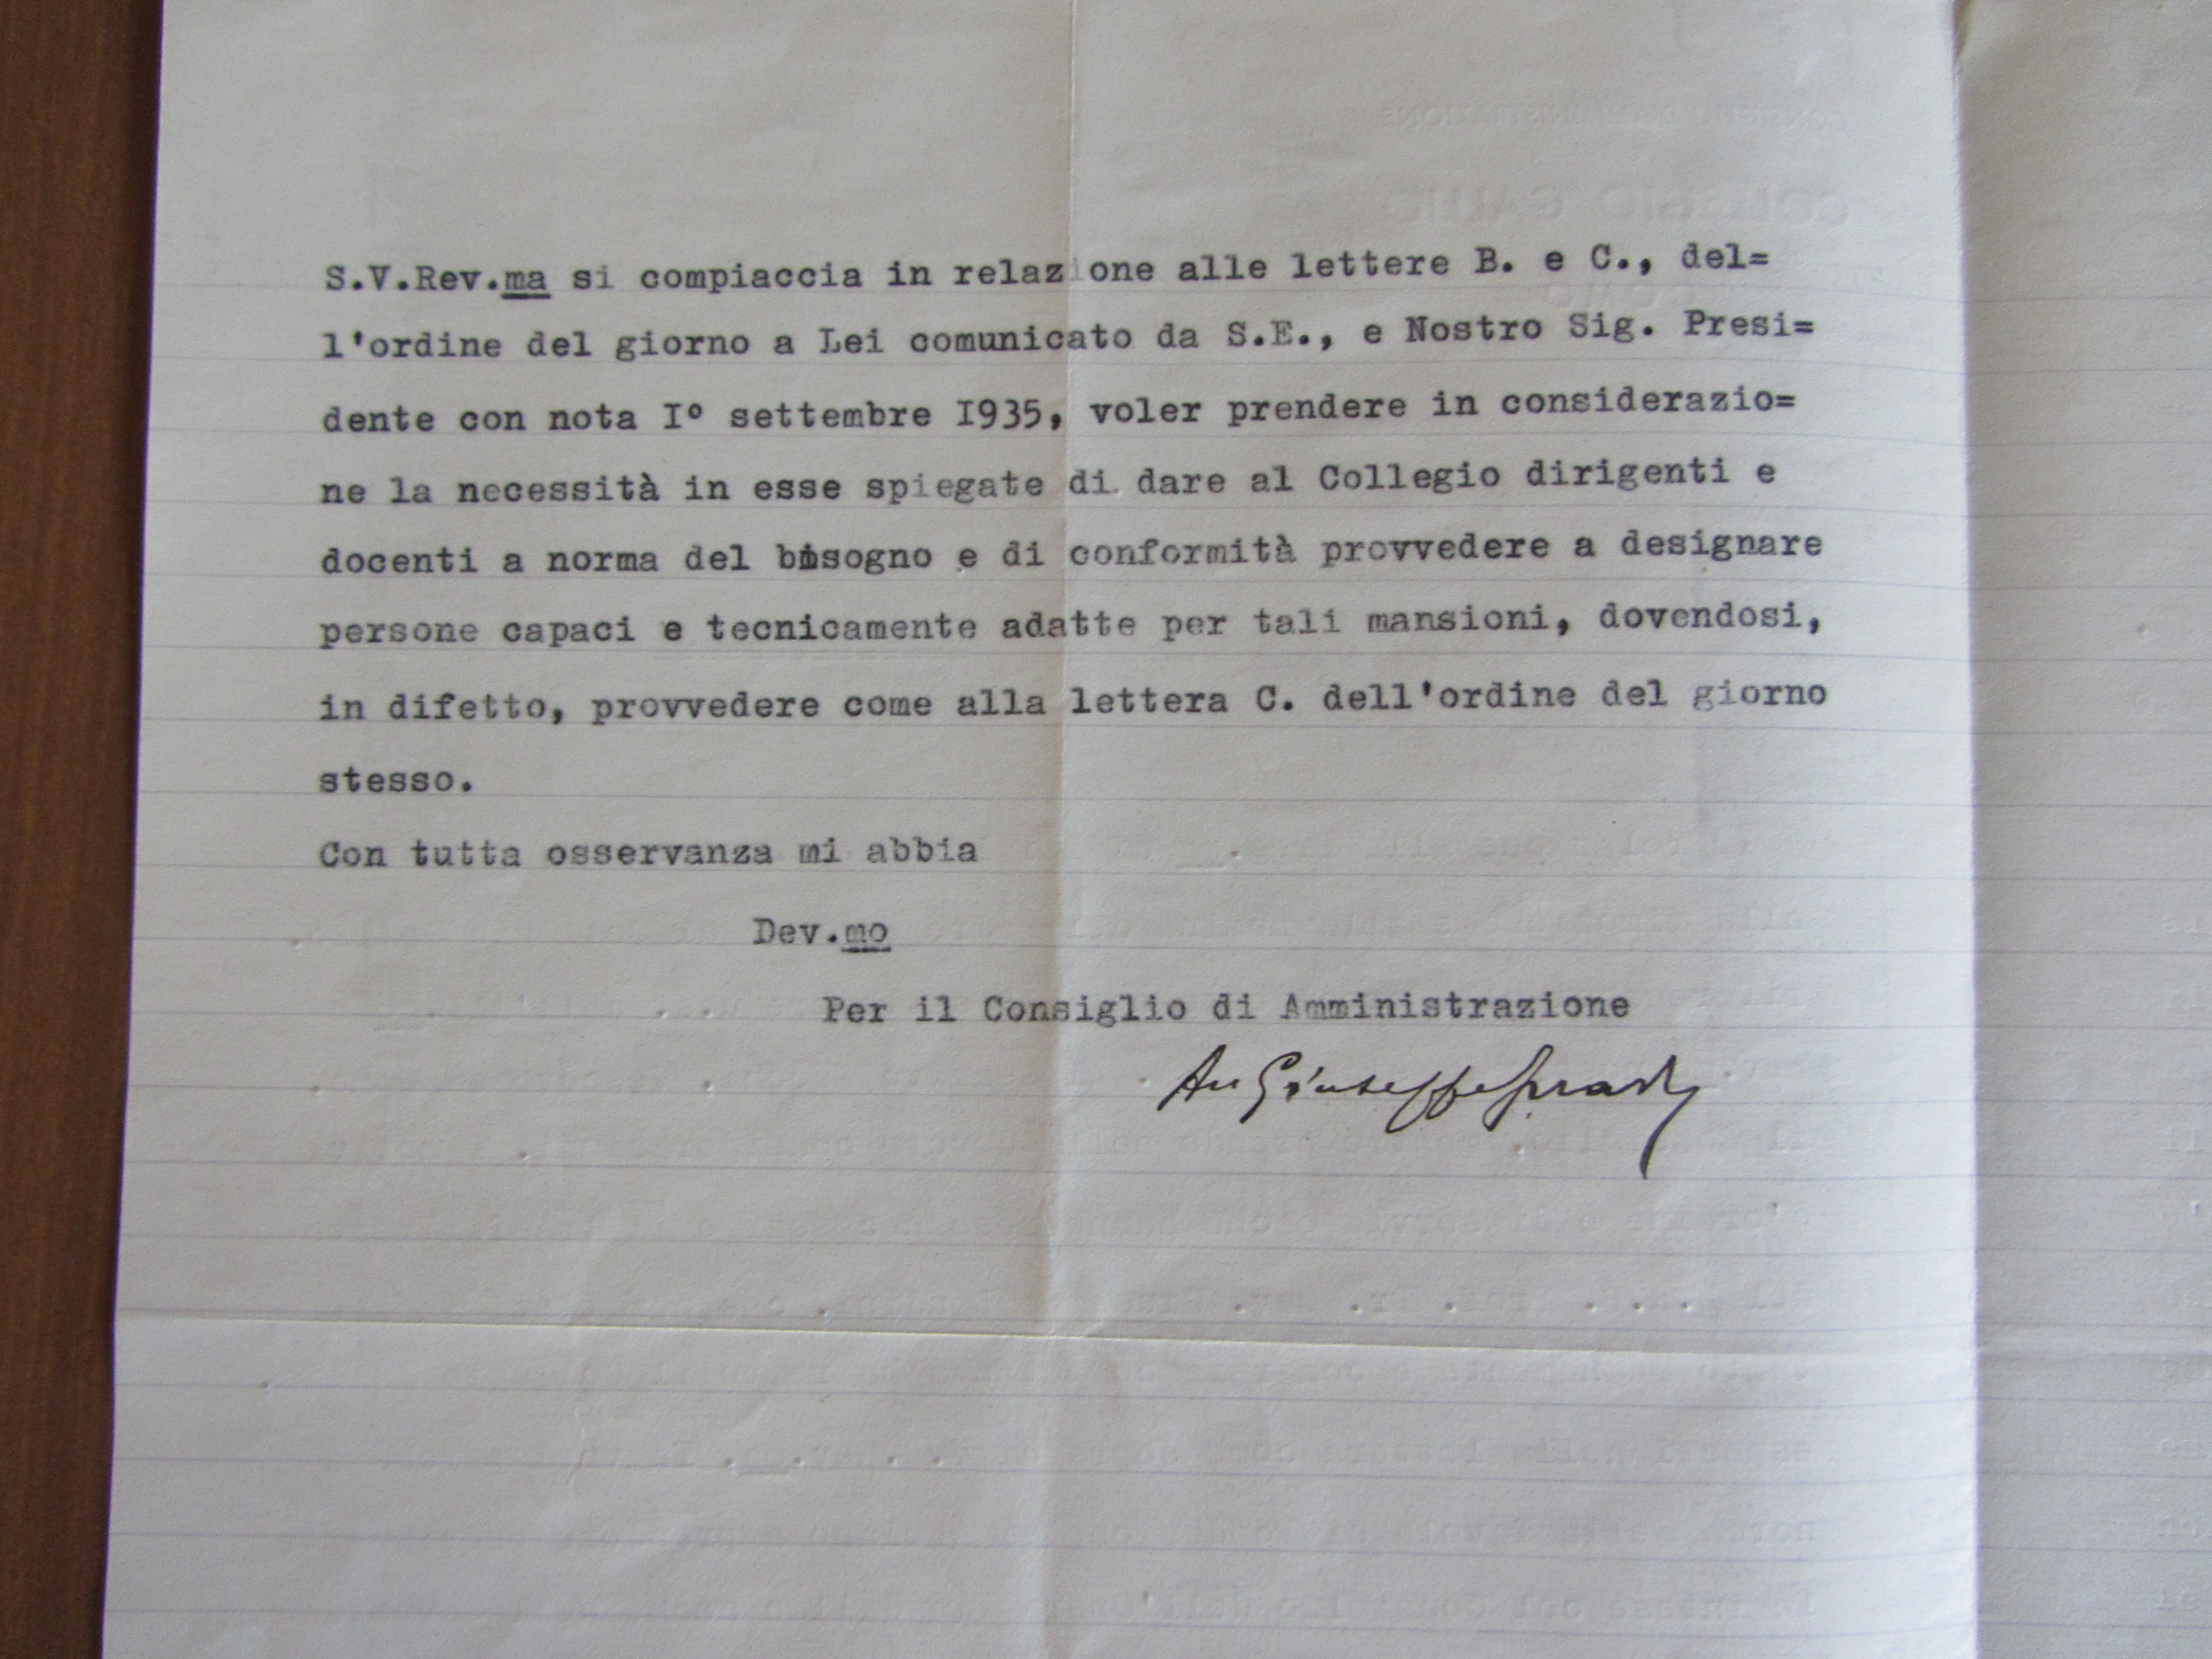 S.V.Rev.ma si compiaccia in relazione alle lettere B. e C., del=
l'ordine del giorno a Lei comunicato da S.E., e Nostro Sig. Presi=
dente con nota I° settembre I935, voler prendere in considerazio=
ne la necessità in esse spiegate di dare al Collegio dirigenti e
docenti a norma del bisogno e di conformità provvedere a designare
persone capaci e tecnicamente adatte per tali mansioni, dovendosi,
in difetto, provvedere come alla lettera C. dell'ordine del giorno
stesso.
Con tutta osservanza mi abbia
Dev.mo
Per il Consiglio di Amministrazione
Giuseppe